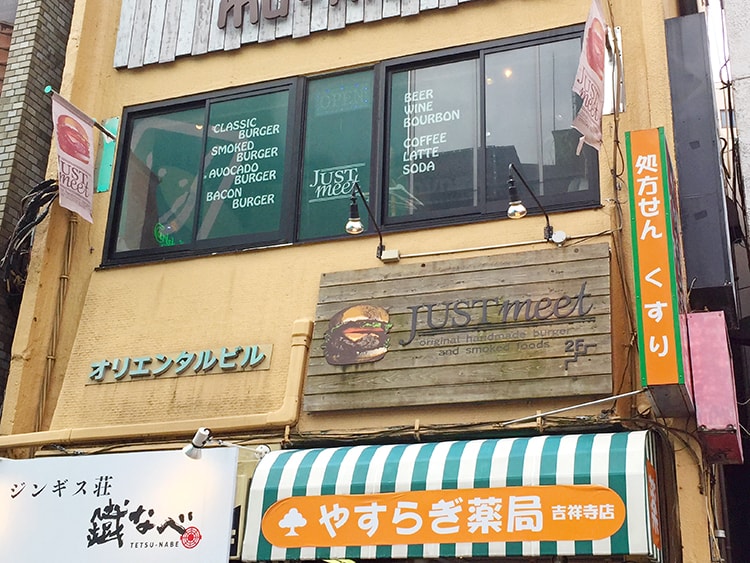 CLASSIC
BURGER
SMOKED
BURGER
AVOCADO
BURGER
BACON
BURGER
OPEN
JUST
meet
BEER
WINE
BOURBON
COFFEE
LATTE
SODA
JUST
meet
処方せん くすり
JUST meet
original handmade burger
and smoked foods 2F
オリエンタルビル
ジンギス荘
鐵なべ
TETSU-NABE
やすらぎ薬局 吉祥寺店